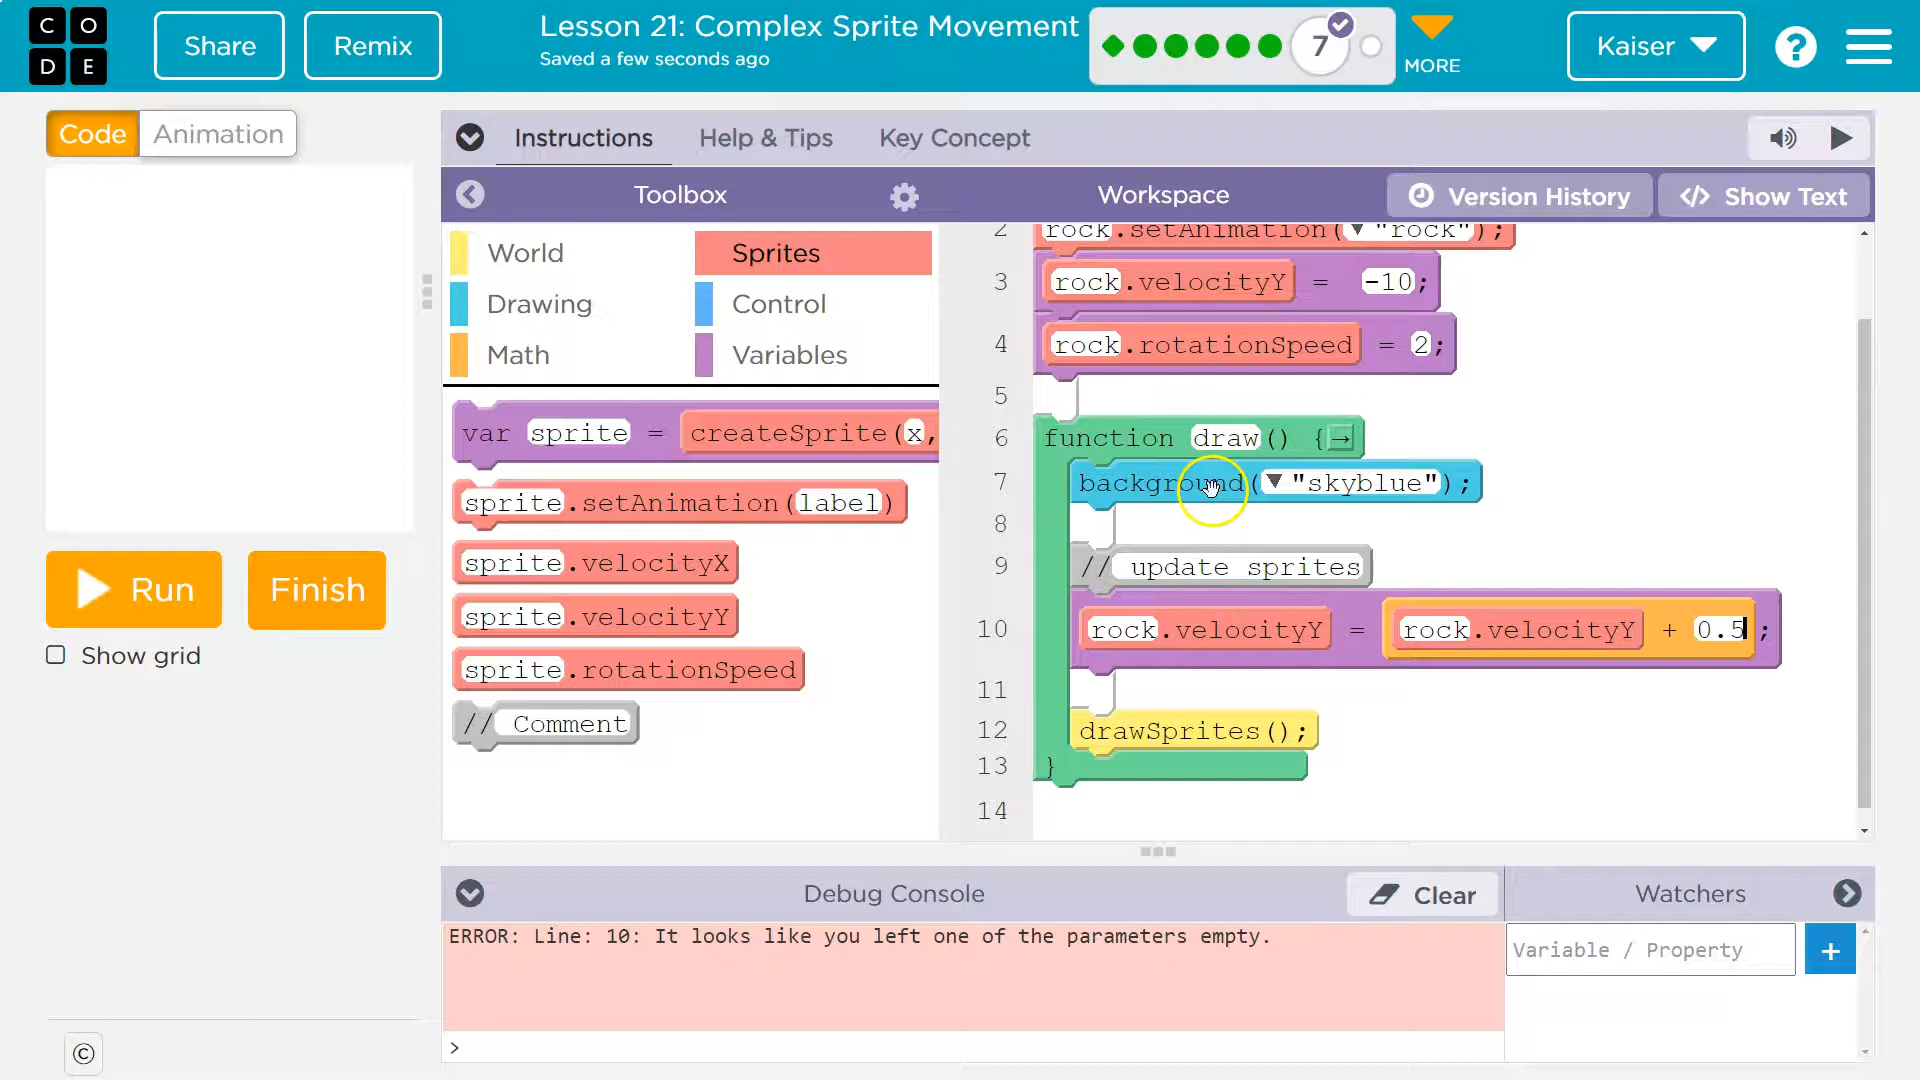 C O
D E
Share
Remix
Lesson 21: Complex Sprite Movement
Saved a few seconds ago
7
MORE
Kaiser
?
Code
Animation
Instructions
Help & Tips
Key Concept
Toolbox
Workspace
Version History
</> Show Text
World
Sprites
Drawing
Control
Math
Variables
var sprite = createSprite(x,
sprite.setAnimation(label)
sprite.velocityX
sprite.velocityY
sprite.rotationSpeed
// Comment
2 rock.setAnimation(▼ "rock");
3 rock.velocityY = -10;
4 rock.rotationSpeed = 2;
5
6 function draw() {→
7 background(▼ "skyblue");
8
9 // update sprites
10 rock.velocityY = rock.velocityY + 0.5;
11
12 drawSprites();
13 }
14
Run
Finish
Show grid
Debug Console
Clear
Watchers
ERROR: Line: 10: It looks like you left one of the parameters empty.
Variable / Property
+
>
©